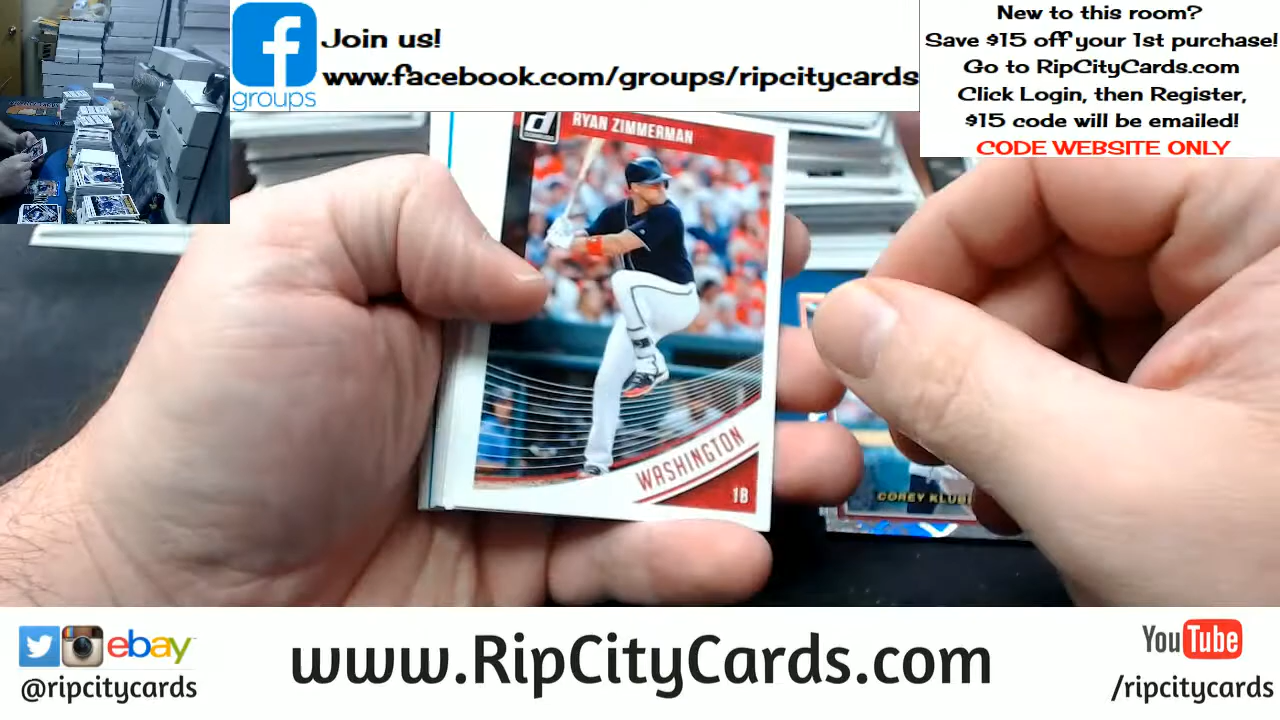 f
groups
Join us!
www.facebook.com/groups/ripcitycards
New to this room?
Save $15 off your 1st purchase!
Go to RipCityCards.com
Click Login, then Register,
$15 code will be emailed!
CODE WEBSITE ONLY
d
RYAN ZIMMERMAN
WASHINGTON
1B
COREY KLUB
ebay
@ripcitycards
www.RipCityCards.com
YouTube
/ripcitycards